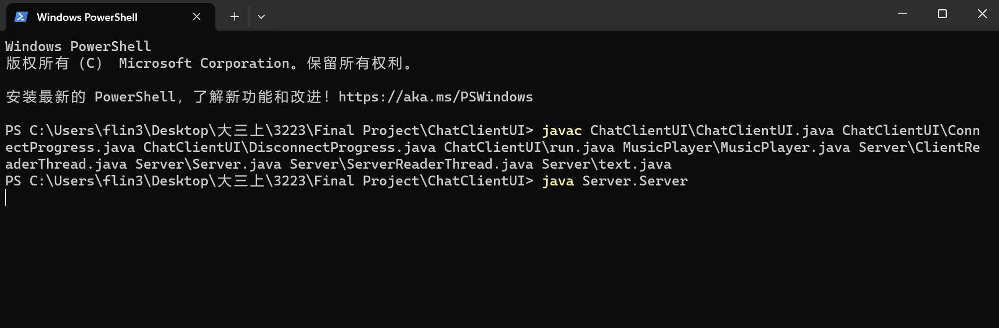 Windows PowerShell
Windows PowerShell
版权所有（C） Microsoft Corporation。保留所有权利。
安装最新的 PowerShell，了解新功能和改进！https://aka.ms/PSWindows
PS C:\Users\flin3\Desktop\大三上\3223\Final Project\ChatClientUI> javac ChatClientUI\ChatClientUI.java ChatClientUI\Conn
ectProgress.java ChatClientUI\DisconnectProgress.java ChatClientUI\run.java MusicPlayer\MusicPlayer.java Server\ClientRe
aderThread.java Server\Server.java Server\ServerReaderThread.java Server\text.java
PS C:\Users\flin3\Desktop\大三上\3223\Final Project\ChatClientUI> java Server.Server